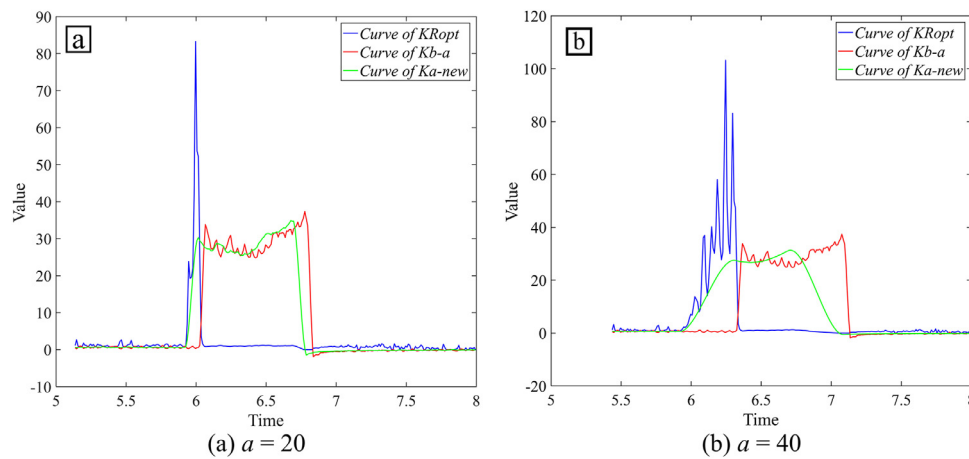 a
Curve of KRopt
Curve of Kb-a
Curve of Ka-new
90
80
70
60
50
40
30
20
10
0
-10
Value
5
5.5
6
6.5
7
7.5
8
Time
(a) a = 20
b
Curve of KRopt
Curve of Kb-a
Curve of Ka-new
120
100
80
60
40
20
0
-20
Value
5
5.5
6
6.5
7
7.5
8
Time
(b) a = 40